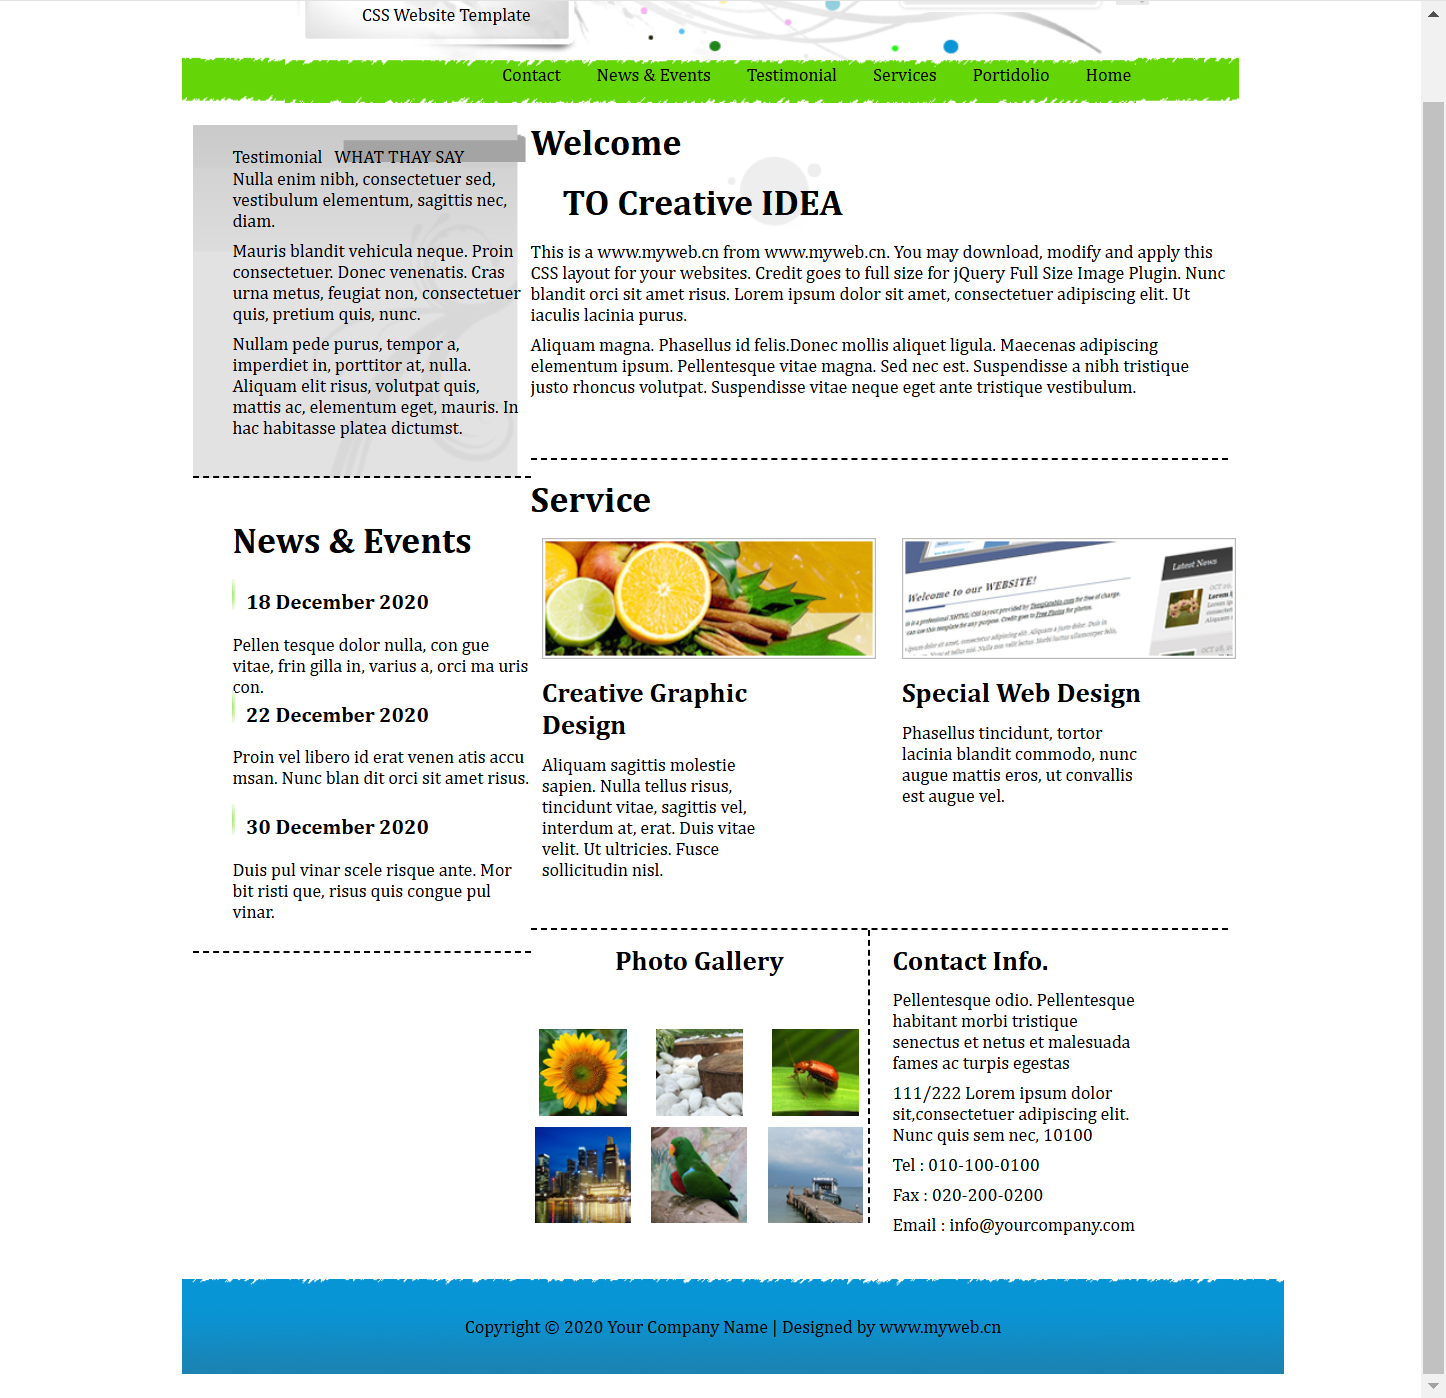 CSS Website Template
Contact News & Events Testimonial Services Portidolio Home
Testimonial WHAT THAY SAY
Nulla enim nibh, consectetuer sed,
vestibulum elementum, sagittis nec,
diam.
Mauris blandit vehicula neque. Proin
consectetuer. Donec venenatis. Cras
urna metus, feugiat non, consectetuer
quis, pretium quis, nunc.
Nullam pede purus, tempor a,
imperdiet in, porttitor at, nulla.
Aliquam elit risus, volutpat quis,
mattis ac, elementum eget, mauris. In
hac habitasse platea dictumst.
News & Events
18 December 2020
Pellen tesque dolor nulla, con gue
vitae, frin gilla in, varius a, orci ma uris
con.
22 December 2020
Proin vel libero id erat venen atis accu
msan. Nunc blan dit orci sit amet risus.
30 December 2020
Duis pul vinar scele risque ante. Mor
bit risti que, risus quis congue pul
vinar.
Welcome
TO Creative IDEA
This is a www.myweb.cn from www.myweb.cn. You may download, modify and apply this
CSS layout for your websites. Credit goes to full size for jQuery Full Size Image Plugin. Nunc
blandit orci sit amet risus. Lorem ipsum dolor sit amet, consectetuer adipiscing elit. Ut
iaculis lacinia purus.
Aliquam magna. Phasellus id felis.Donec mollis aliquet ligula. Maecenas adipiscing
elementum ipsum. Pellentesque vitae magna. Sed nec est. Suspendisse a nibh tristique
justo rhoncus volutpat. Suspendisse vitae neque eget ante tristique vestibulum.
Service
Creative Graphic
Design
Aliquam sagittis molestie
sapien. Nulla tellus risus,
tincidunt vitae, sagittis vel,
interdum at, erat. Duis vitae
velit. Ut ultricies. Fusce
sollicitudin nisl.
Welcome to our WEBSITE!
Latest News
Special Web Design
Phasellus tincidunt, tortor
lacinia blandit commodo, nunc
augue mattis eros, ut convallis
est augue vel.
Photo Gallery
Contact Info.
Pellentesque odio. Pellentesque
habitant morbi tristique
senectus et netus et malesuada
fames ac turpis egestas
111/222 Lorem ipsum dolor
sit,consectetuer adipiscing elit.
Nunc quis sem nec, 10100
Tel : 010-100-0100
Fax : 020-200-0200
Email : info@yourcompany.com
Copyright © 2020 Your Company Name | Designed by www.myweb.cn